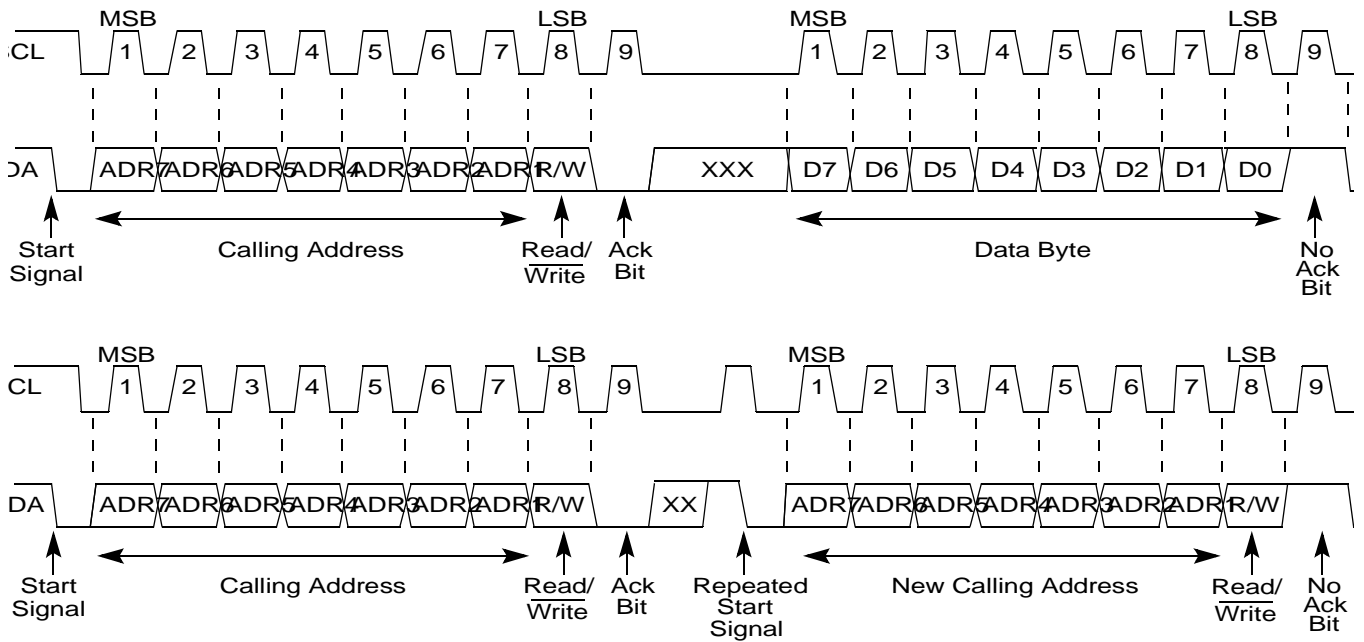 MSB LSB MSB LSB
SCL 1 2 3 4 5 6 7 8 9 1 2 3 4 5 6 7 8 9
DA ADR7 ADR6 ADR5 ADR4 ADR3 ADR2 ADR1 R/W XXX D7 D6 D5 D4 D3 D2 D1 D0
Start Signal
Calling Address
Read/
Write
Ack
Bit
Data Byte
No
Ack
Bit
MSB LSB MSB LSB
CL 1 2 3 4 5 6 7 8 9 1 2 3 4 5 6 7 8 9
DA ADR7 ADR6 ADR5 ADR4 ADR3 ADR2 ADR1 R/W XX ADR7 ADR6 ADR5 ADR4 ADR3 ADR2 ADR1 R/W
Start
Signal
Calling Address
Read/
Write
Ack
Bit
Repeated
Start
Signal
New Calling Address
Read/
Write
No
Ack
Bit